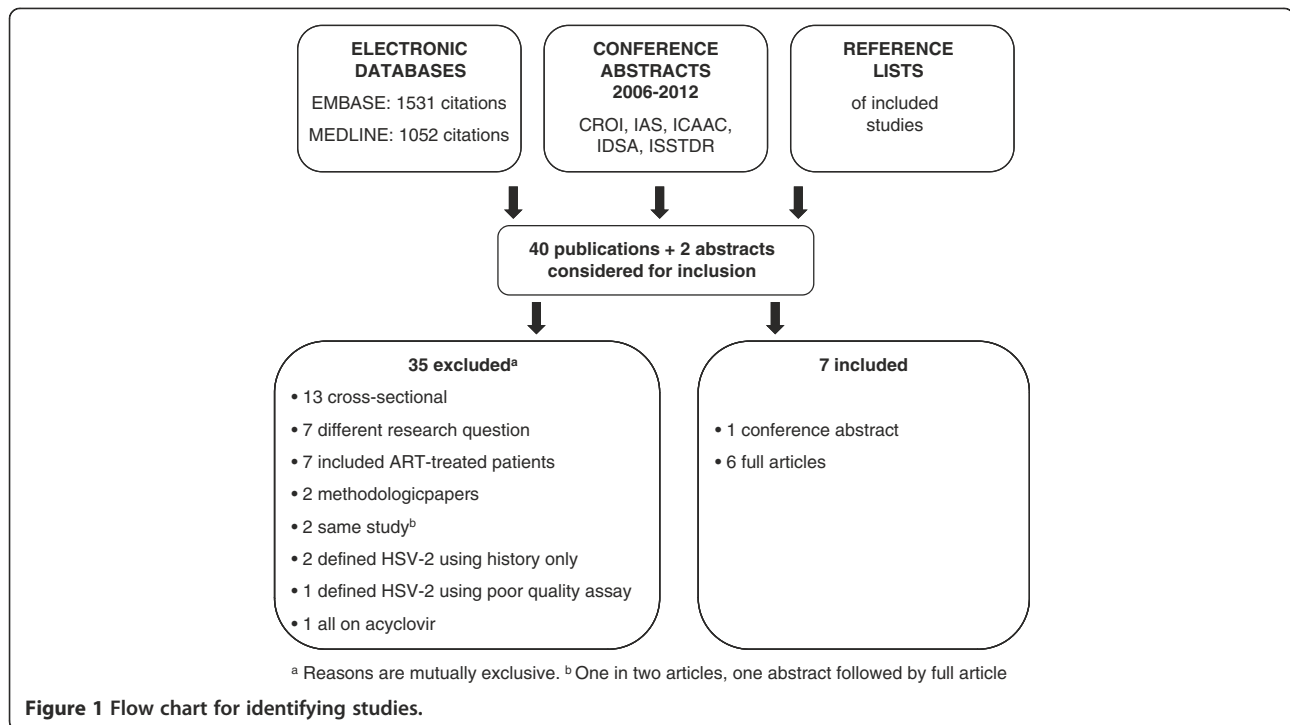 ELECTRONIC
DATABASES
EMBASE: 1531 citations
MEDLINE: 1052 citations
CONFERENCE
ABSTRACTS
2006-2012
CROI, IAS, ICAAC,
IDSA, ISSTDR
REFERENCE
LISTS
of included
studies
40 publications + 2 abstracts
considered for inclusion
35 excludedᵃ
• 13 cross-sectional
• 7 different research question
• 7 included ART-treated patients
• 2 methodologicpapers
• 2 same studyᵇ
• 2 defined HSV-2 using history only
• 1 defined HSV-2 using poor quality assay
• 1 all on acyclovir
7 included
• 1 conference abstract
• 6 full articles
ᵃ Reasons are mutually exclusive. ᵇ One in two articles, one abstract followed by full article
Figure 1 Flow chart for identifying studies.